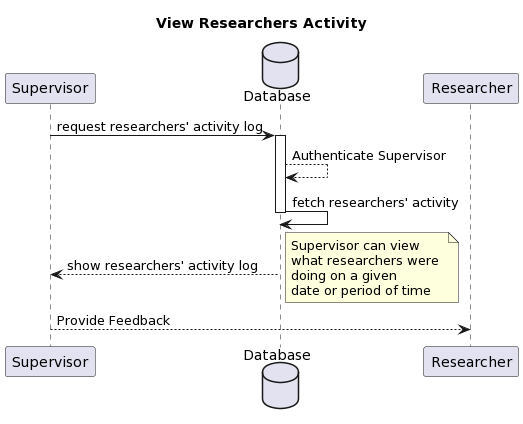 View Researchers Activity
Supervisor
Database
Researcher
request researchers' activity log
Authenticate Supervisor
fetch researchers' activity
Supervisor can view
what researchers were
doing on a given
date or period of time
show researchers' activity log
Provide Feedback
Supervisor
Database
Researcher